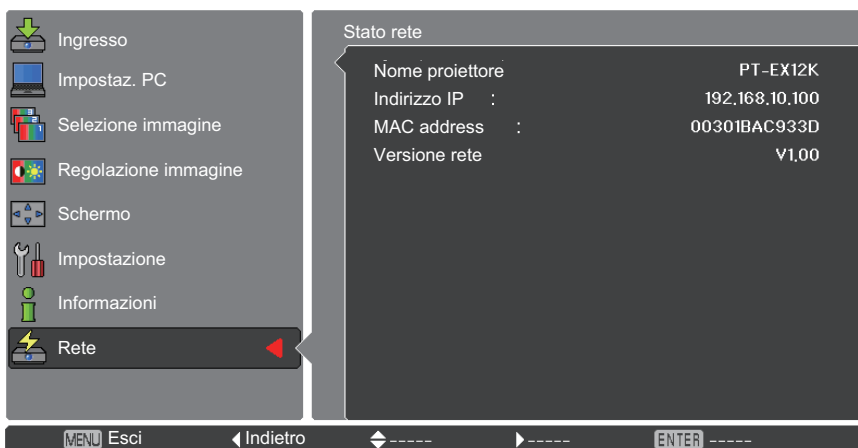 Ingresso
Impostaz. PC
Selezione immagine
Regolazione immagine
Schermo
Impostazione
Informazioni
Rete
Stato rete
Nome proiettore PT-EX12K
Indirizzo IP : 192.168.10.100
MAC address : 00301BAC933D
Versione rete V1.00
MENU Esci Indietro ----- ----- ENTER -----